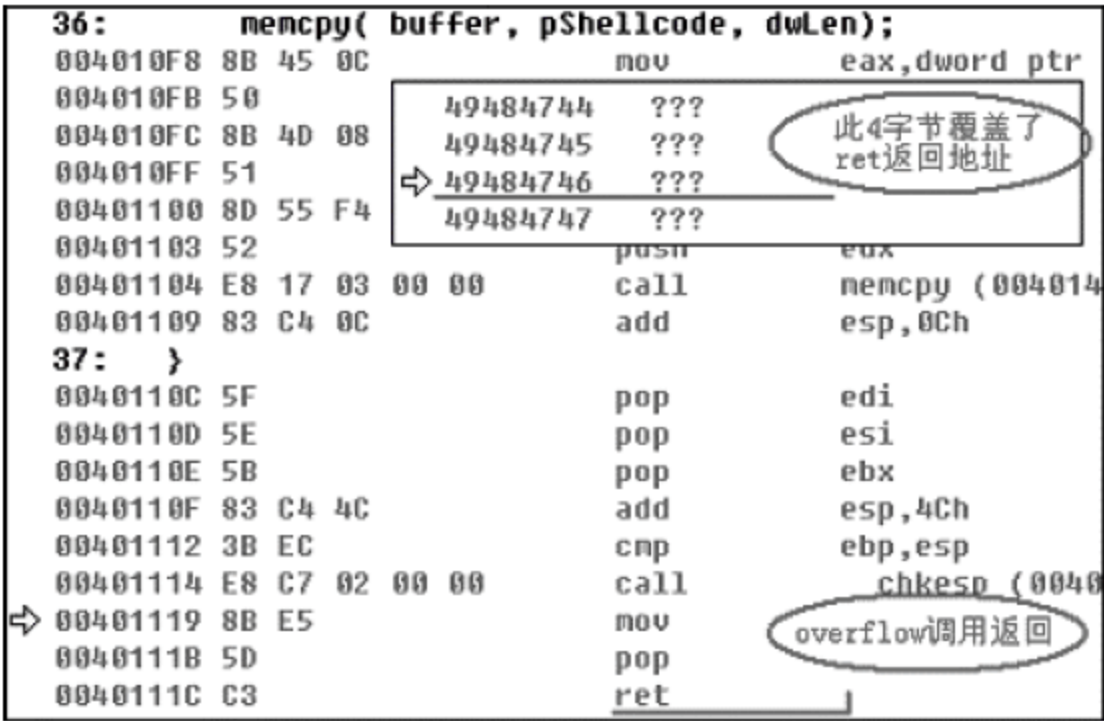 36: memcpy( buffer, pShellcode, dwLen);
004010F8 8B 45 0C mov eax,dword ptr
004010FB 50
004010FC 8B 4D 08
004010FF 51
00401100 8D 55 F4
49484744 ???
49484745 ???
49484746 ???
49484747 ???
此4字节覆盖了
ret返回地址
00401103 52 push edx
00401104 E8 17 03 00 00 call memcpy (004014
00401109 83 C4 0C add esp,0Ch
37: }
0040110C 5F pop edi
0040110D 5E pop esi
0040110E 5B pop ebx
0040110F 83 C4 4C add esp,4Ch
00401112 3B EC cmp ebp,esp
00401114 E8 C7 02 00 00 call chkesp (0040
00401119 8B E5 mov
overflow调用返回
0040111B 5D pop
0040111C C3 ret